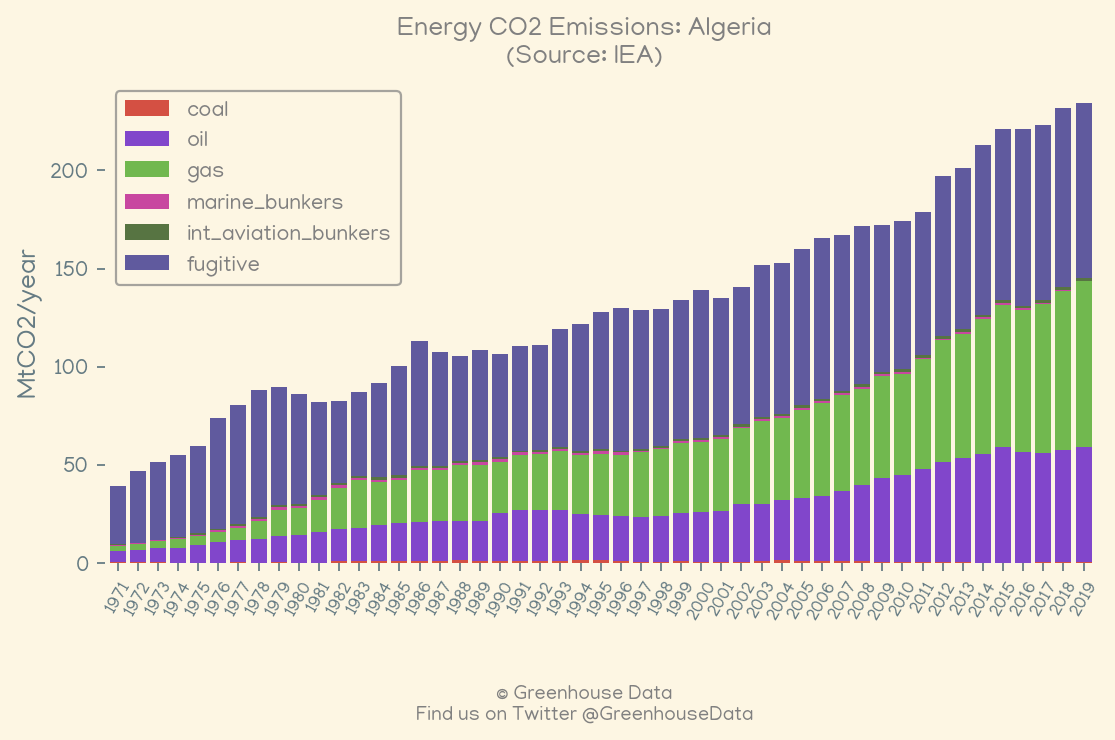 Energy CO2 Emissions: Algeria
(Source: IEA)
coal
oil
gas
marine_bunkers
int_aviation_bunkers
fugitive
MtCO2/year
200
150
100
50
0
1971 1972 1973 1974 1975 1976 1977 1978 1979 1980 1981 1982 1983 1984 1985 1986 1987 1988 1989 1990 1991 1992 1993 1994 1995 1996 1997 1998 1999 2000 2001 2002 2003 2004 2005 2006 2007 2008 2009 2010 2011 2012 2013 2014 2015 2016 2017 2018 2019
© Greenhouse Data
Find us on Twitter @GreenhouseData